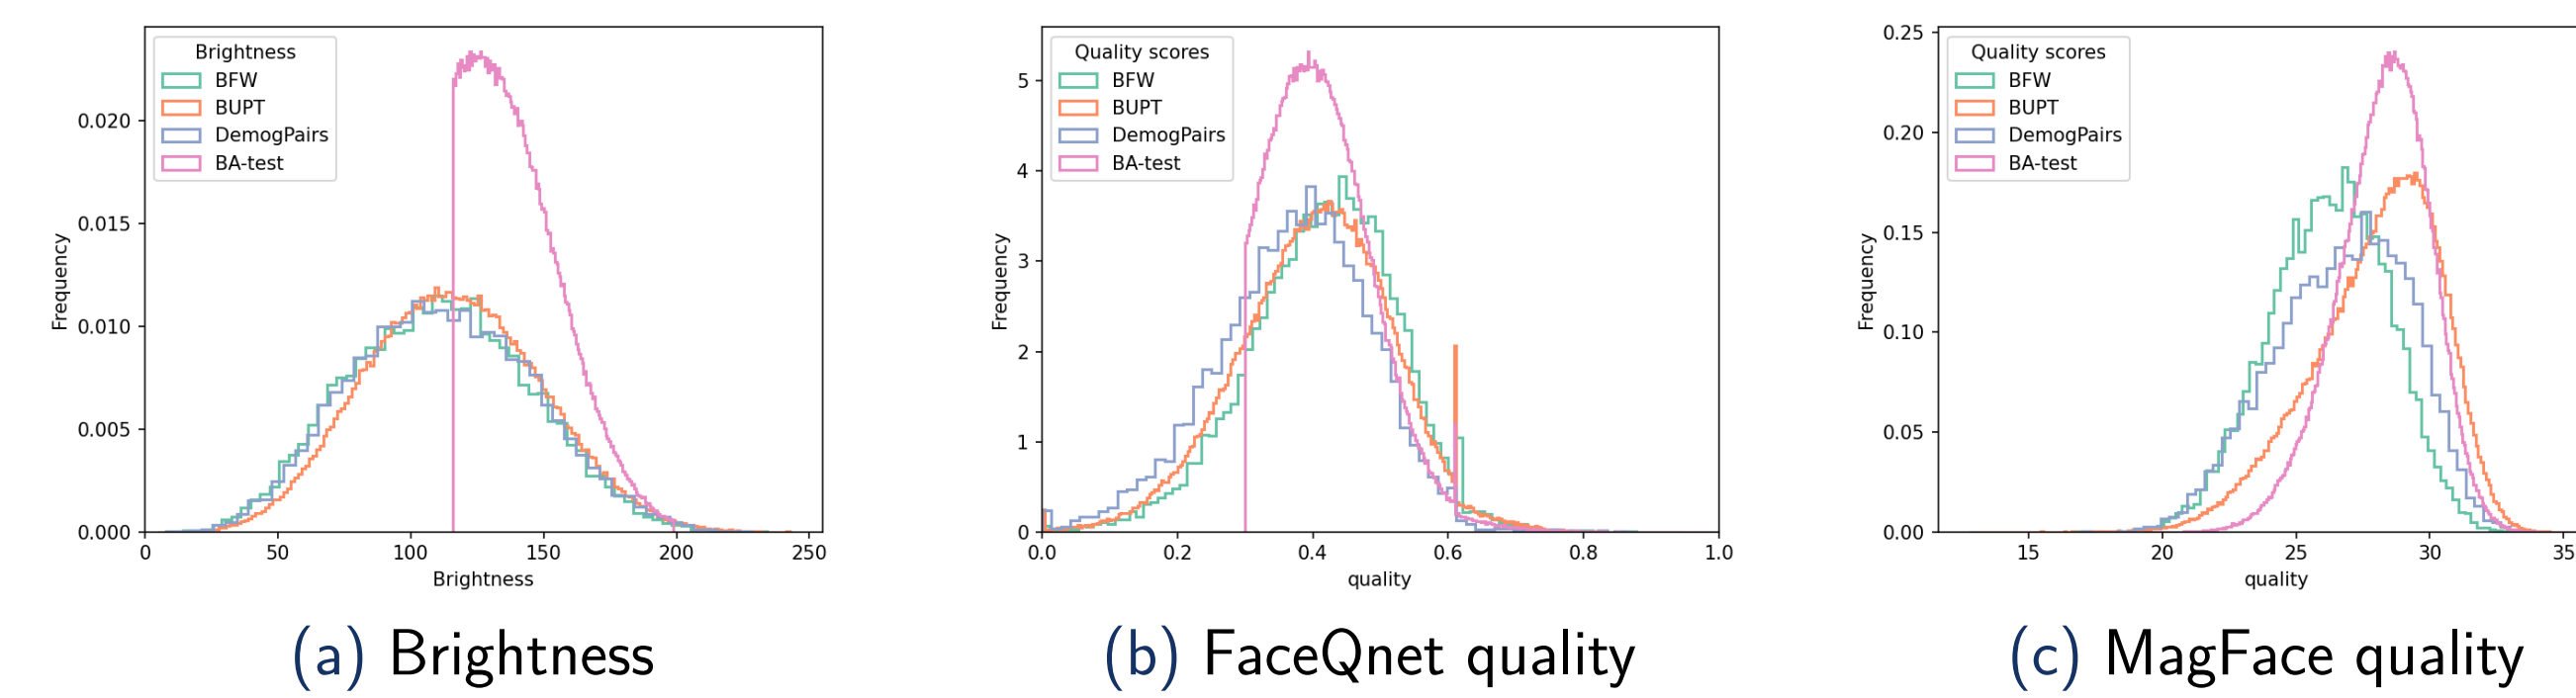 Brightness
BFW
BUPT
DemogPairs
BA-test
Frequency
0.020
0.015
0.010
0.005
0.000
0 50 100 150 200 250
Brightness
(a) Brightness
Quality scores
BFW
BUPT
DemogPairs
BA-test
Frequency
5
4
3
2
1
0
0.0 0.2 0.4 0.6 0.8 1.0
quality
(b) FaceQnet quality
Quality scores
BFW
BUPT
DemogPairs
BA-test
Frequency
0.25
0.20
0.15
0.10
0.05
0.00
15 20 25 30 35
quality
(c) MagFace quality